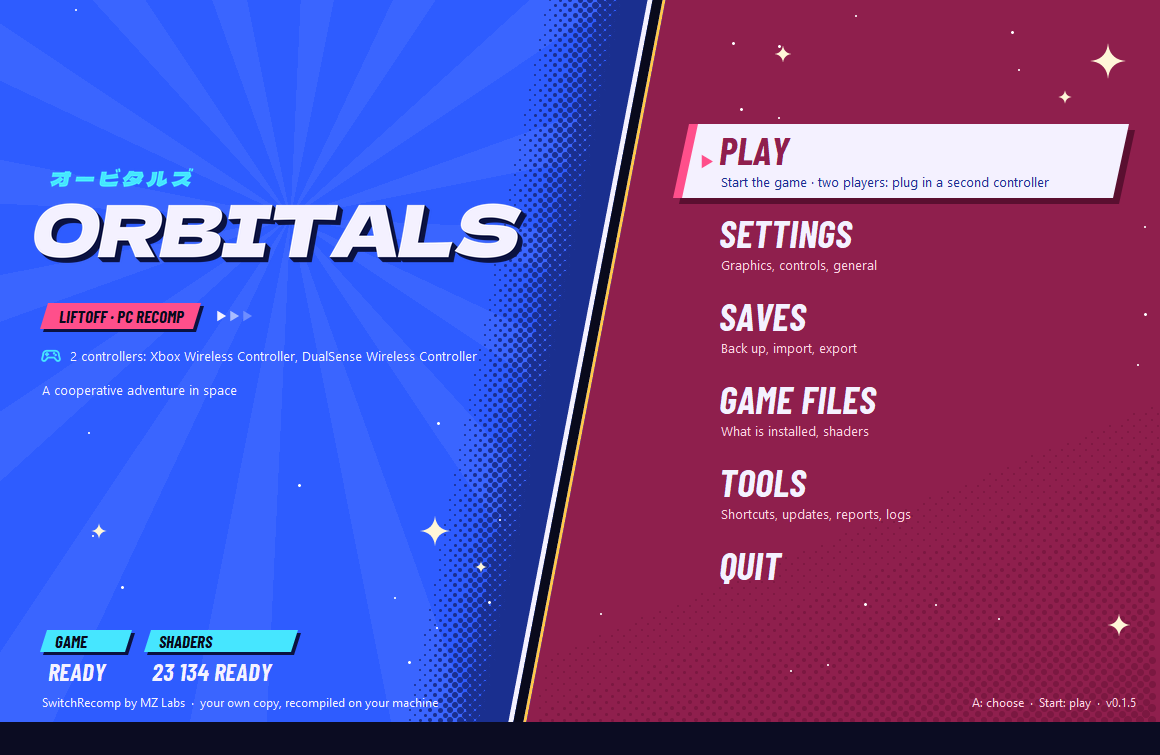 オービタルズ
ORBITALS
LIFTOFF · PC RECOMP
2 controllers: Xbox Wireless Controller, DualSense Wireless Controller
A cooperative adventure in space
GAME
READY
SHADERS
23 134 READY
SwitchRecomp by MZ Labs · your own copy, recompiled on your machine
PLAY
Start the game · two players: plug in a second controller
SETTINGS
Graphics, controls, general
SAVES
Back up, import, export
GAME FILES
What is installed, shaders
TOOLS
Shortcuts, updates, reports, logs
QUIT
A: choose · Start: play · v0.1.5